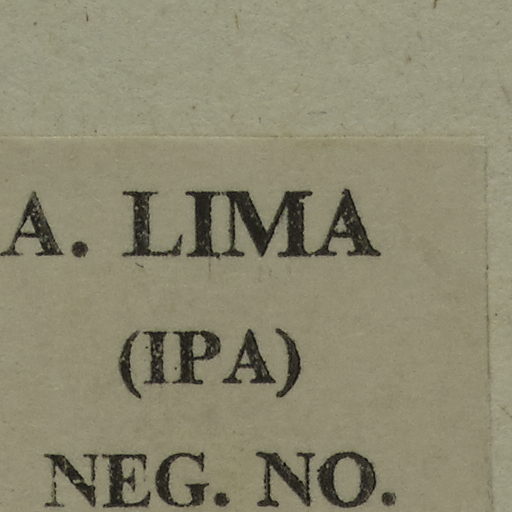 A. LIMA
(IPA)
NEG. NO.